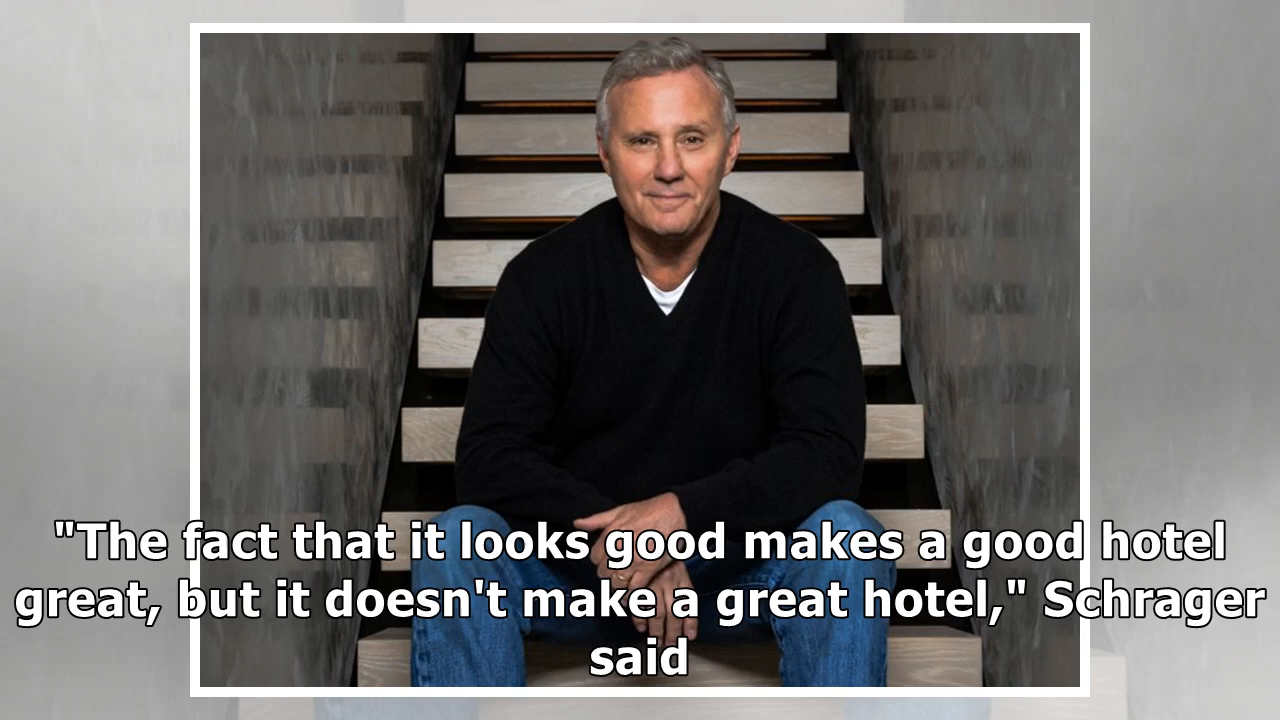 "The fact that it looks good makes a good hotel
great, but it doesn't make a great hotel," Schrager
said